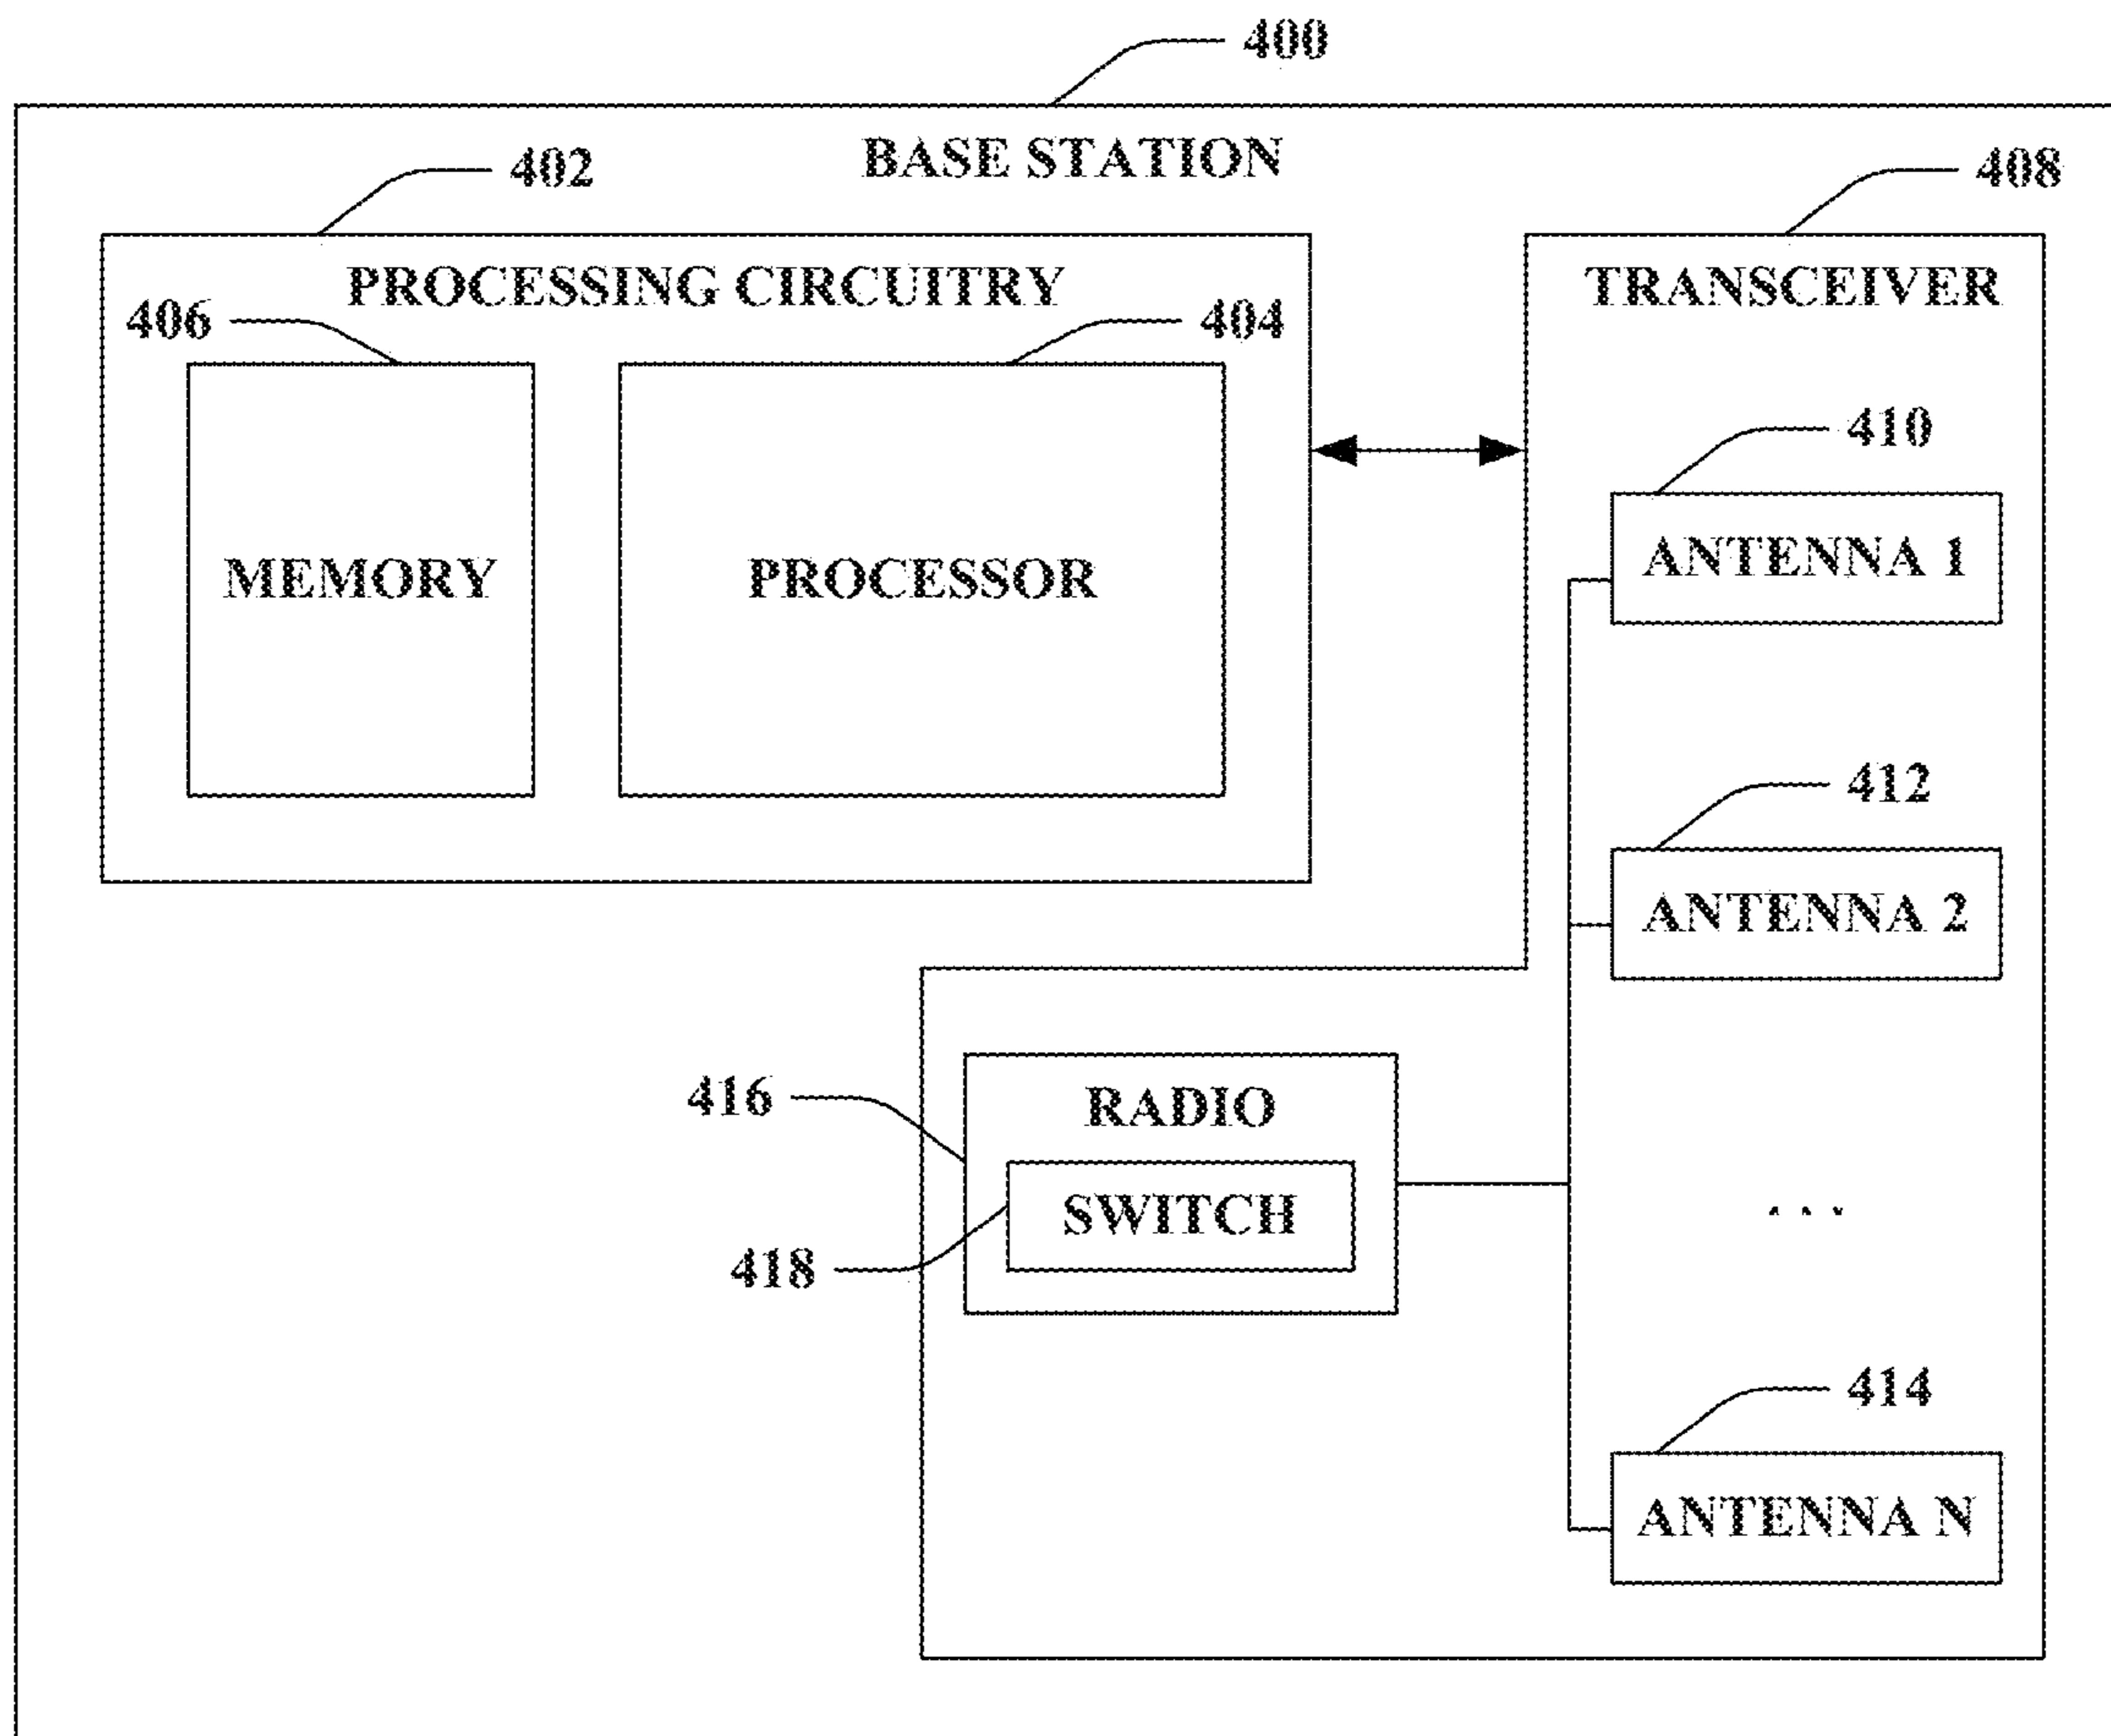 400
BASE STATION
402
408
PROCESSING CIRCUITRY
TRANSCEIVER
406
404
MEMORY
PROCESSOR
410
ANTENNA 1
412
ANTENNA 2
416
RADIO
SWITCH
418
...
414
ANTENNA N